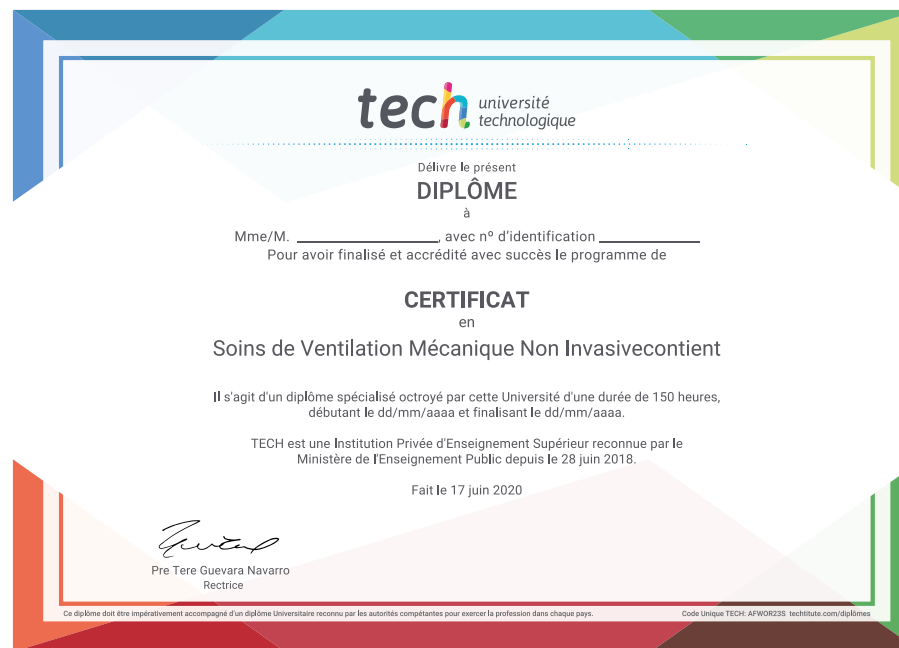 tech université
technologique
Délivre le présent
DIPLÔME
à
Mme/M. ____________, avec nº d'identification ____________
Pour avoir finalisé et accrédité avec succès le programme de
CERTIFICAT
en
Soins de Ventilation Mécanique Non Invasivecontient
Il s'agit d'un diplôme spécialisé octroyé par cette Université d'une durée de 150 heures,
débutant le dd/mm/aaaa et finalisant le dd/mm/aaaa.
TECH est une Institution Privée d'Enseignement Supérieur reconnue par le
Ministère de l'Enseignement Public depuis le 28 juin 2018.
Fait le 17 juin 2020
Pre Tere Guevara Navarro
Rectrice
Ce diplôme doit être impérativement accompagné d'un diplôme Universitaire reconnu par les autorités compétantes pour exercer la profession dans chaque pays.
Code Unique TECH: AFWOR23S techtitute.com/diplômes